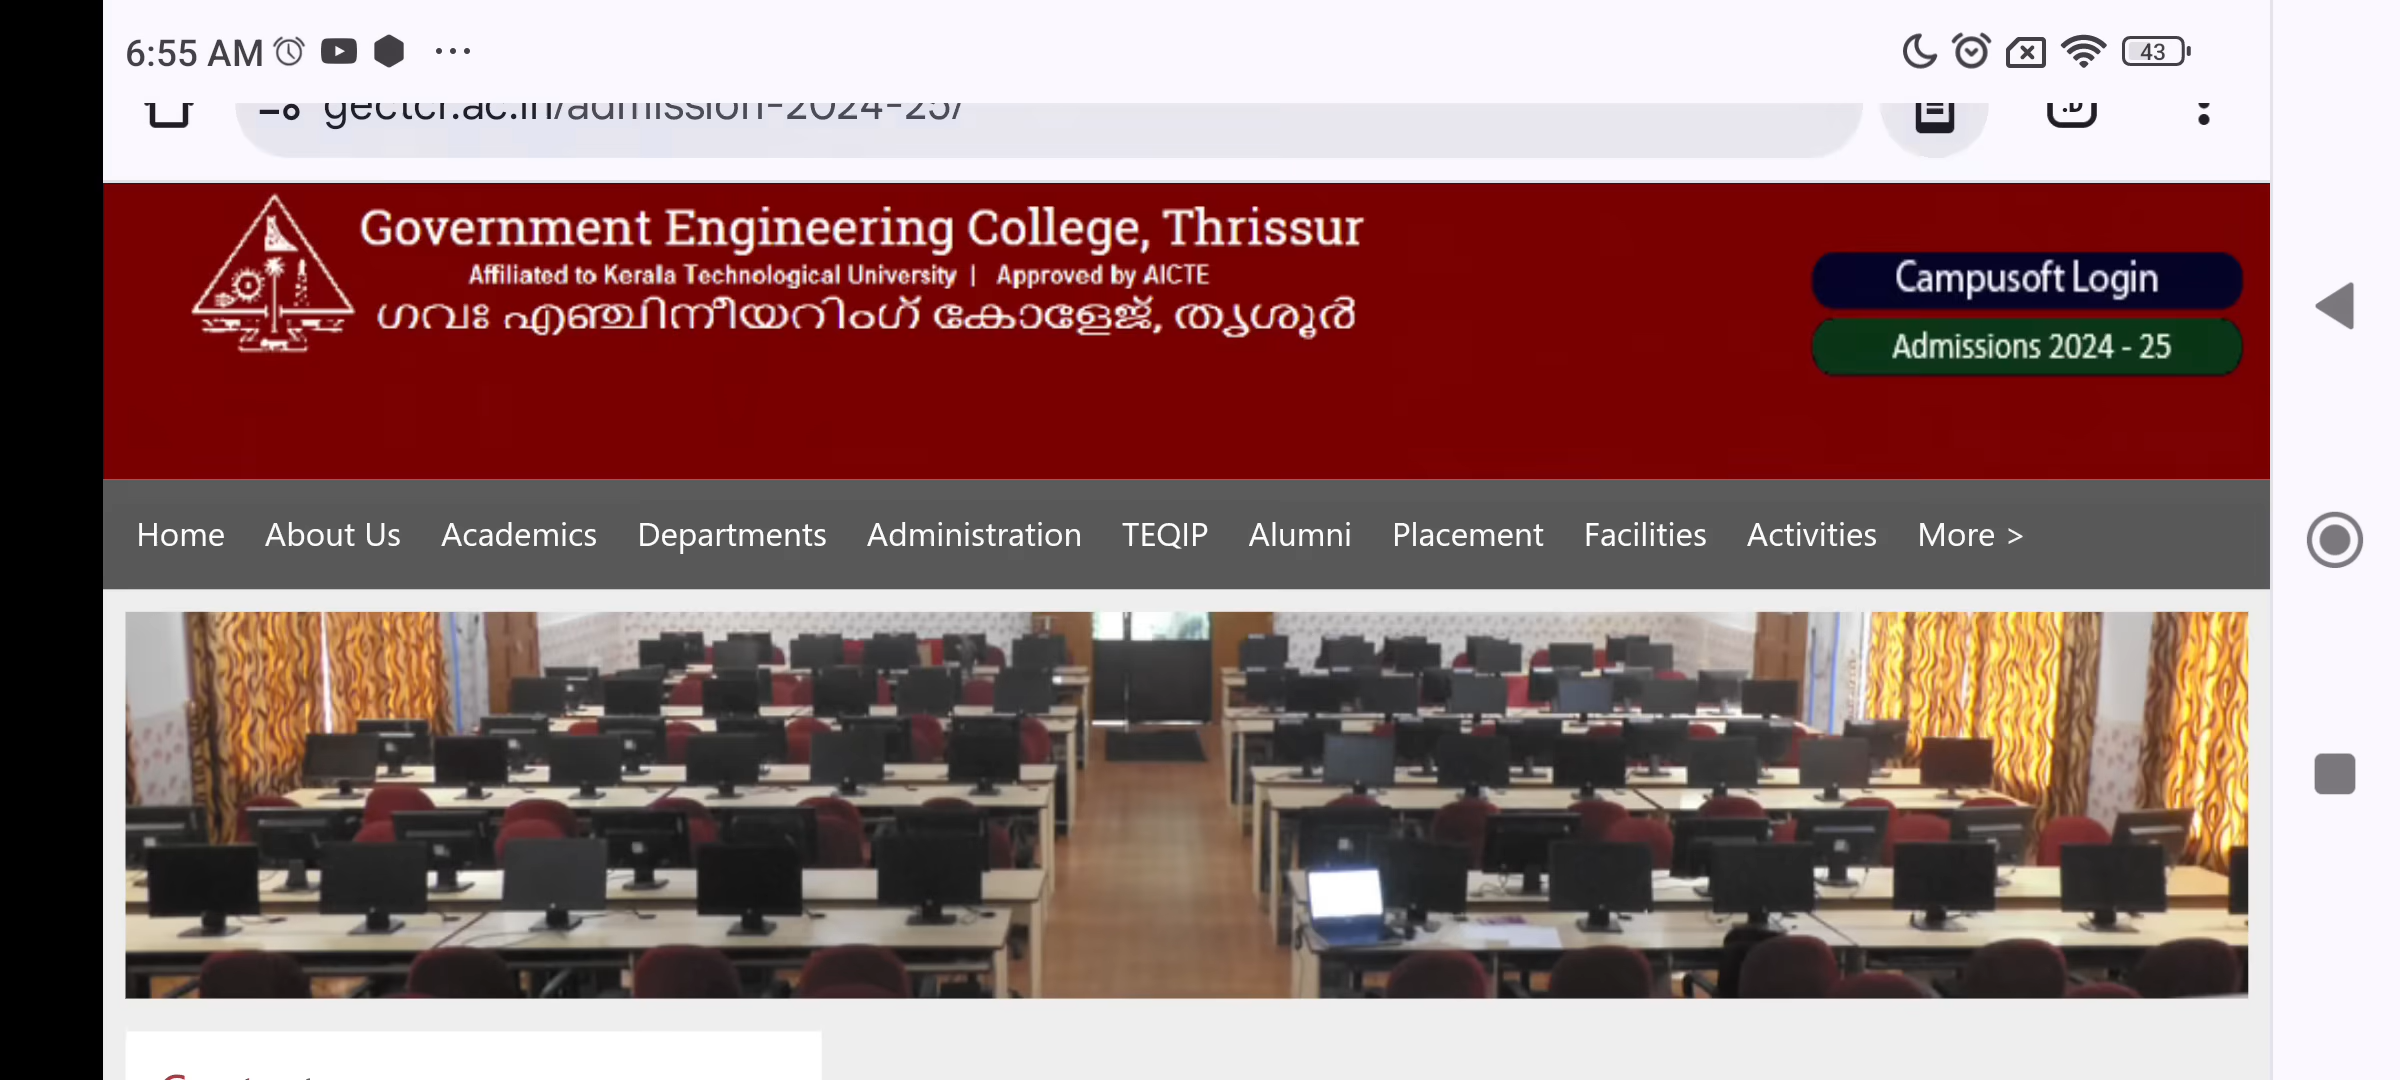 6:55 AM
43
gectcr.ac.in/admission-2024-25/
:D
Government Engineering College, Thrissur
Affiliated to Kerala Technological University | Approved by AICTE
ഗവഃ എഞ്ചിനീയറിംഗ് കോളേജ്, തൃശൂർ
Campusoft Login
Admissions 2024 - 25
Home About Us Academics Departments Administration TEQIP Alumni Placement Facilities Activities More >